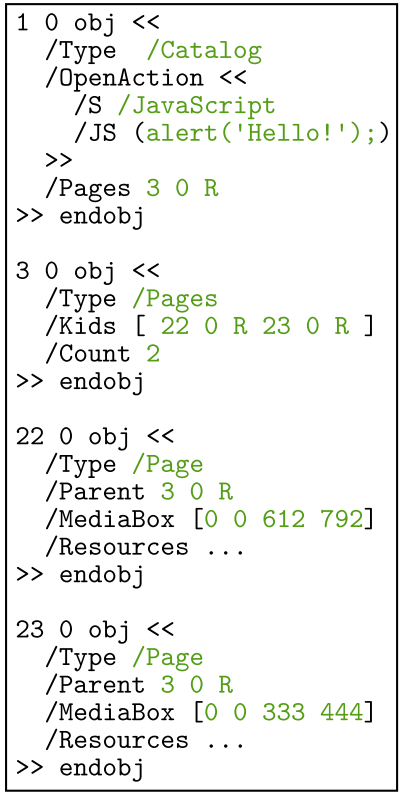 1 0 obj <<
  /Type  /Catalog
  /OpenAction <<
    /S /JavaScript
    /JS (alert('Hello!');)
  >>
  /Pages 3 0 R
>> endobj

3 0 obj <<
  /Type /Pages
  /Kids [ 22 0 R 23 0 R ]
  /Count 2
>> endobj

22 0 obj <<
  /Type /Page
  /Parent 3 0 R
  /MediaBox [0 0 612 792]
  /Resources ...
>> endobj

23 0 obj <<
  /Type /Page
  /Parent 3 0 R
  /MediaBox [0 0 333 444]
  /Resources ...
>> endobj